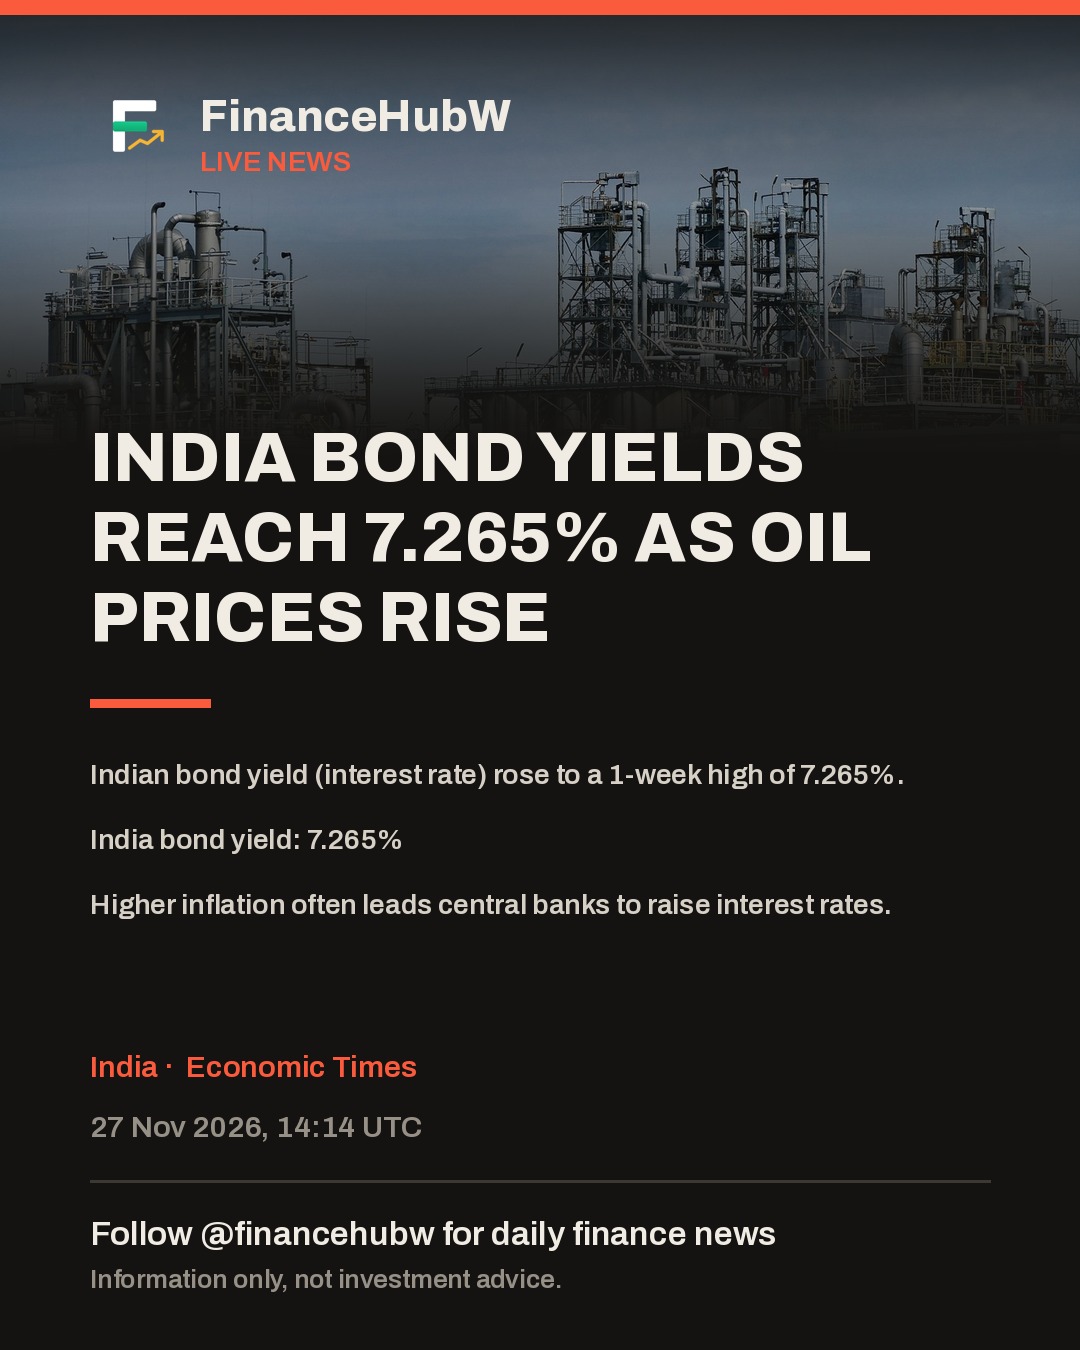 FinanceHubW
LIVE NEWS
INDIA BOND YIELDS
REACH 7.265% AS OIL
PRICES RISE
Indian bond yield (interest rate) rose to a 1-week high of 7.265%.
India bond yield: 7.265%
Higher inflation often leads central banks to raise interest rates.
India · Economic Times
27 Nov 2026, 14:14 UTC
Follow @financehubw for daily finance news
Information only, not investment advice.